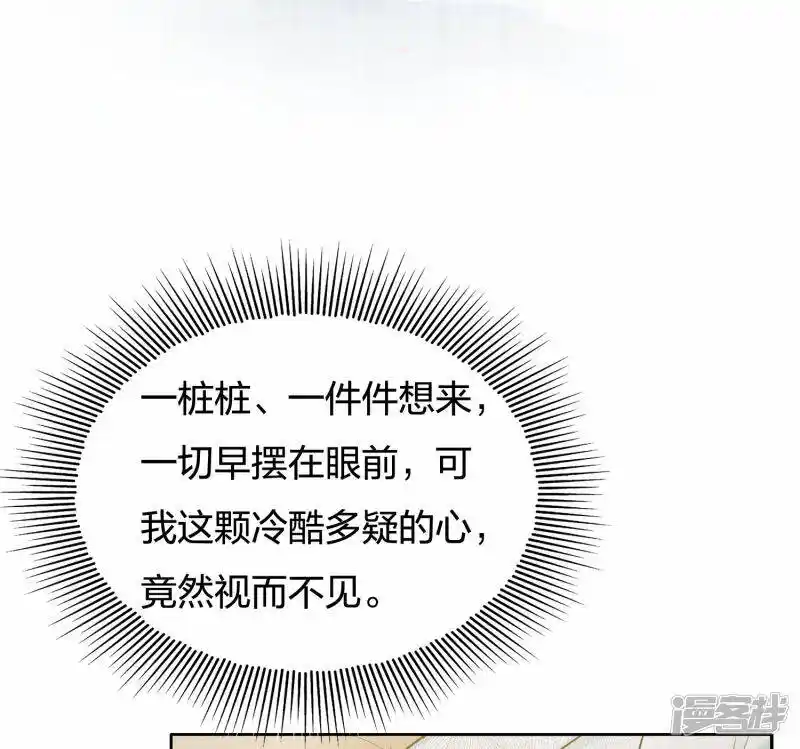 一桩桩、一件件想来，
一切早摆在眼前，可
我这颗冷酷多疑的心，
竟然视而不见。
漫客栈